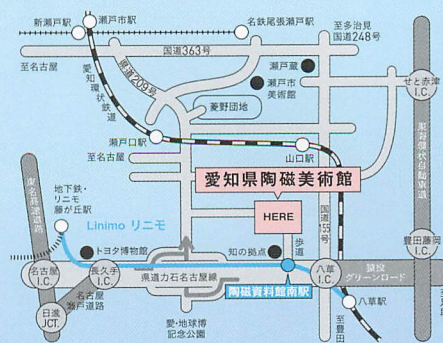 新瀬戸駅
瀬戸市駅
名鉄尾張瀬戸駅
至多治見
国道248号
至名古屋
国道363号
県道209号
愛知環状鉄道
瀬戸蔵
瀬戸市
美術館
せと赤津
I.C.
菱野団地
瀬戸口駅
至名古屋
山口駅
東海環状自動車道
愛知県陶磁美術館
HERE
国道155号
東名高速道路
地下鉄・
リニモ
藤が丘駅
Linimo リニモ
トヨタ博物館
知の拠点
歩道
豊田藤岡
I.C.
名古屋
I.C.
長久手
I.C.
県道力石名古屋線
八草
I.C.
猿投
グリーンロード
陶磁資料館南駅
名古屋
瀬戸道路
日進
JCT.
愛・地球博
記念公園
至豊田
八草駅